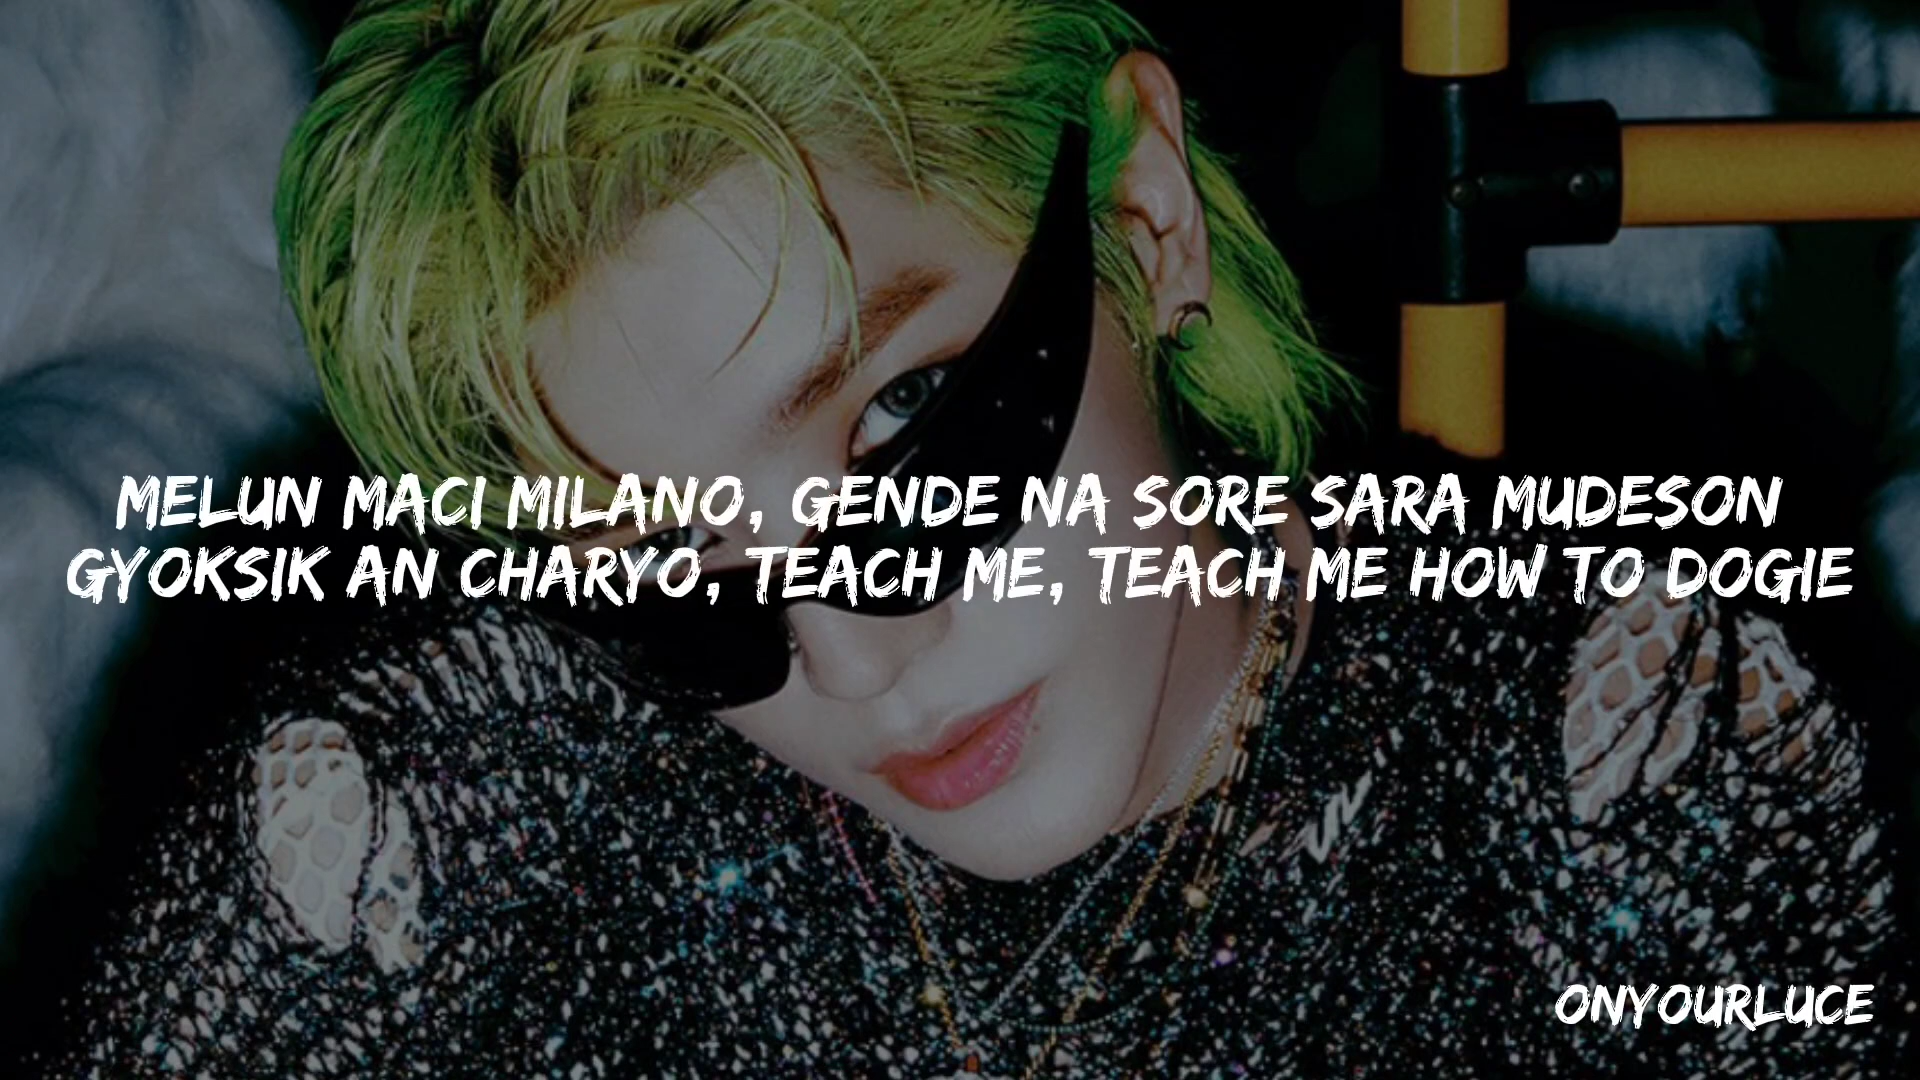 MELUN MACI MILANO, GENDE NA SORE SARA MUDESON
GYOKSIK AN CHARYO, TEACH ME, TEACH ME HOW TO DOGIE
ONYOURLUCE